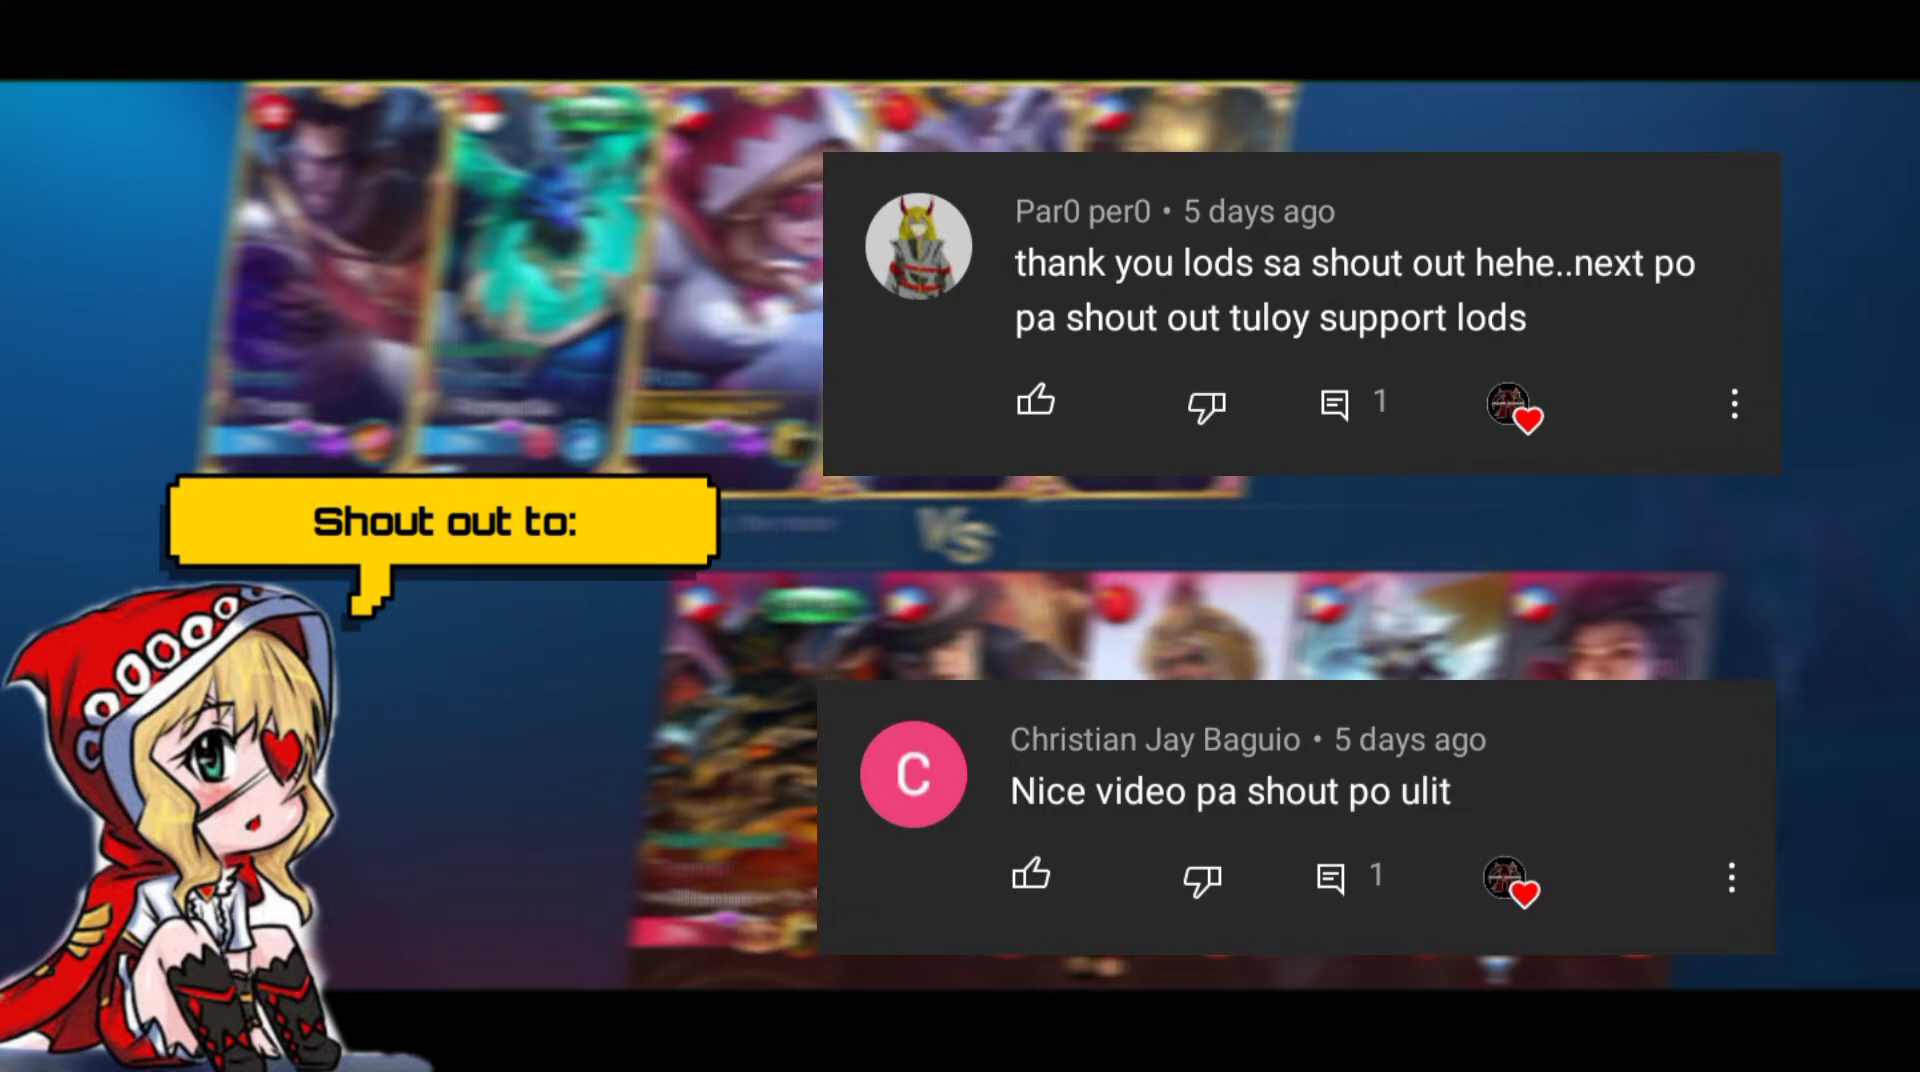 Par0 per0 • 5 days ago
thank you lods sa shout out hehe..next po
pa shout out tuloy support lods
1
Shout out to:
VS
Christian Jay Baguio • 5 days ago
C
Nice video pa shout po ulit
1